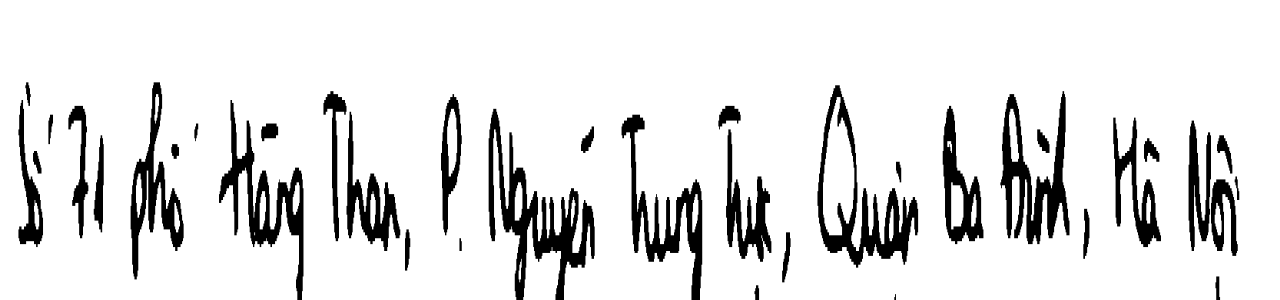 Số 71 phố Hàng Than, P. Nguyễn Trung Trực, Quận Ba Đình, Hà Nội